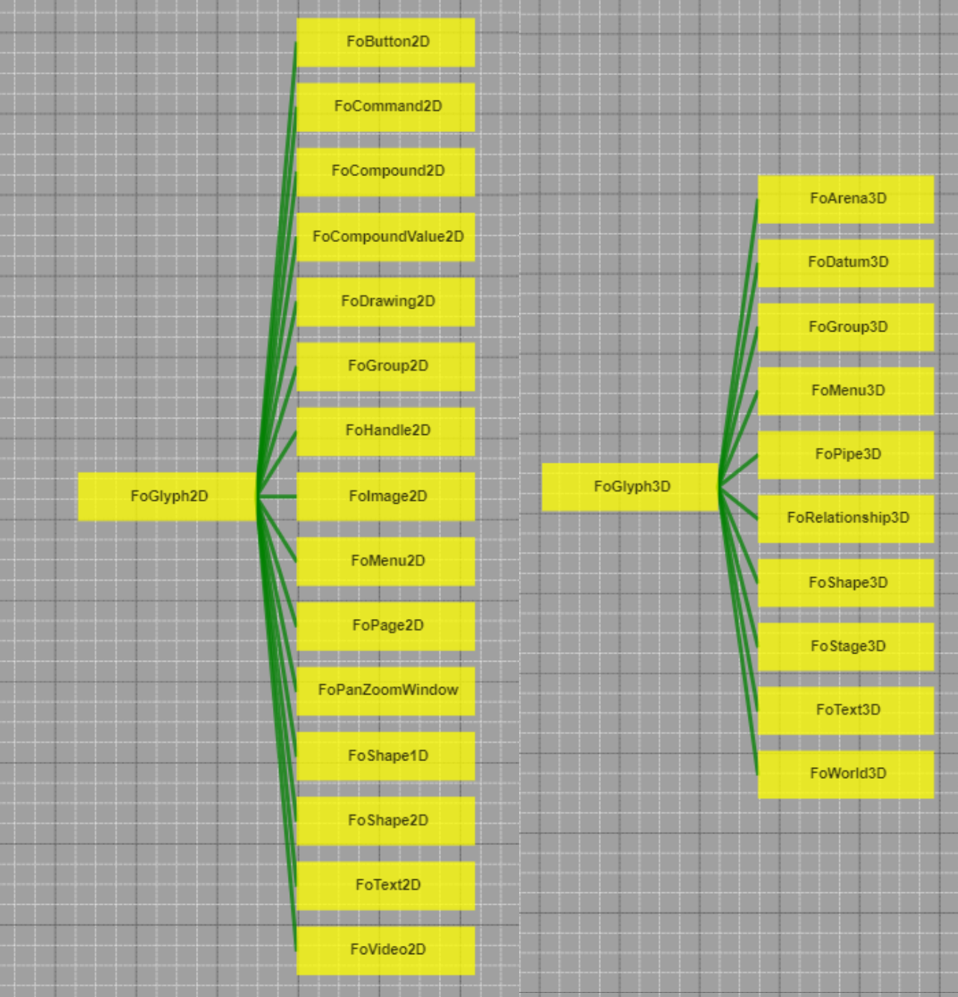 FoGlyph2D
FoButton2D
FoCommand2D
FoCompound2D
FoCompoundValue2D
FoDrawing2D
FoGroup2D
FoHandle2D
FoImage2D
FoMenu2D
FoPage2D
FoPanZoomWindow
FoShape1D
FoShape2D
FoText2D
FoVideo2D
FoGlyph3D
FoArena3D
FoDatum3D
FoGroup3D
FoMenu3D
FoPipe3D
FoRelationship3D
FoShape3D
FoStage3D
FoText3D
FoWorld3D